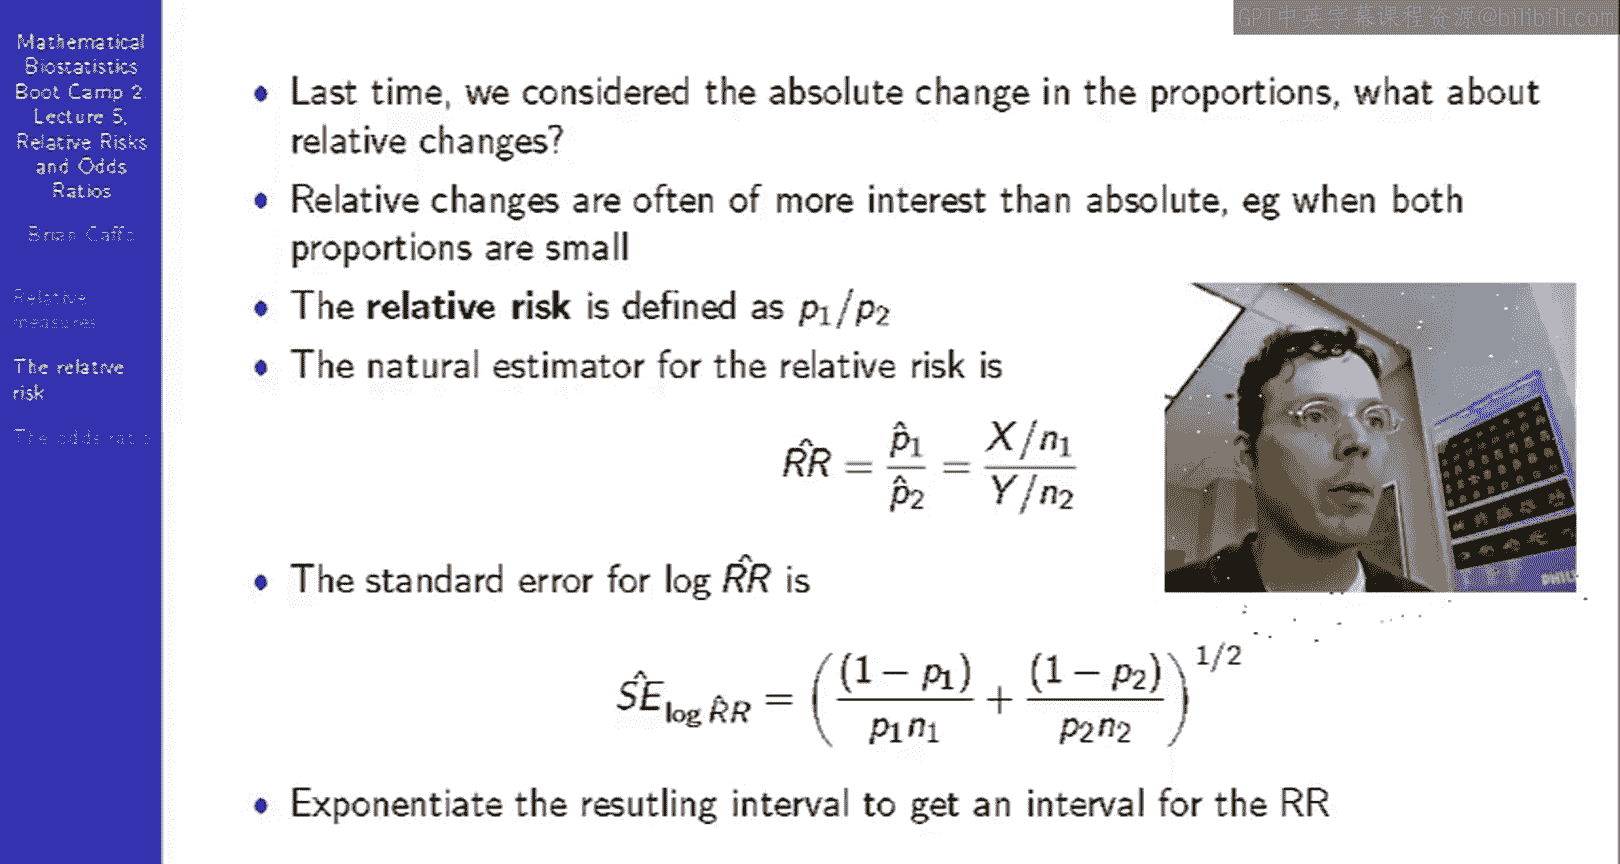 GPT中英字幕课程资源@bilibili.com
Mathematical
Biostatistics
Boot Camp 2
Lecture 5,
Relative Risks
and Odds
Ratios
Brian Caffo
Relative
measures
The relative
risk
The odds ratio
• Last time, we considered the absolute change in the proportions, what about
relative changes?
• Relative changes are often of more interest than absolute, eg when both
proportions are small
• The relative risk is defined as p₁/p₂
• The natural estimator for the relative risk is
R̂R = p̂₁/p̂₂ = (X/n₁)/(Y/n₂)
• The standard error for log R̂R is
ŜE_log R̂R = ((1 − p₁)/(p₁n₁) + (1 − p₂)/(p₂n₂))^1/2
• Exponentiate the resutling interval to get an interval for the RR